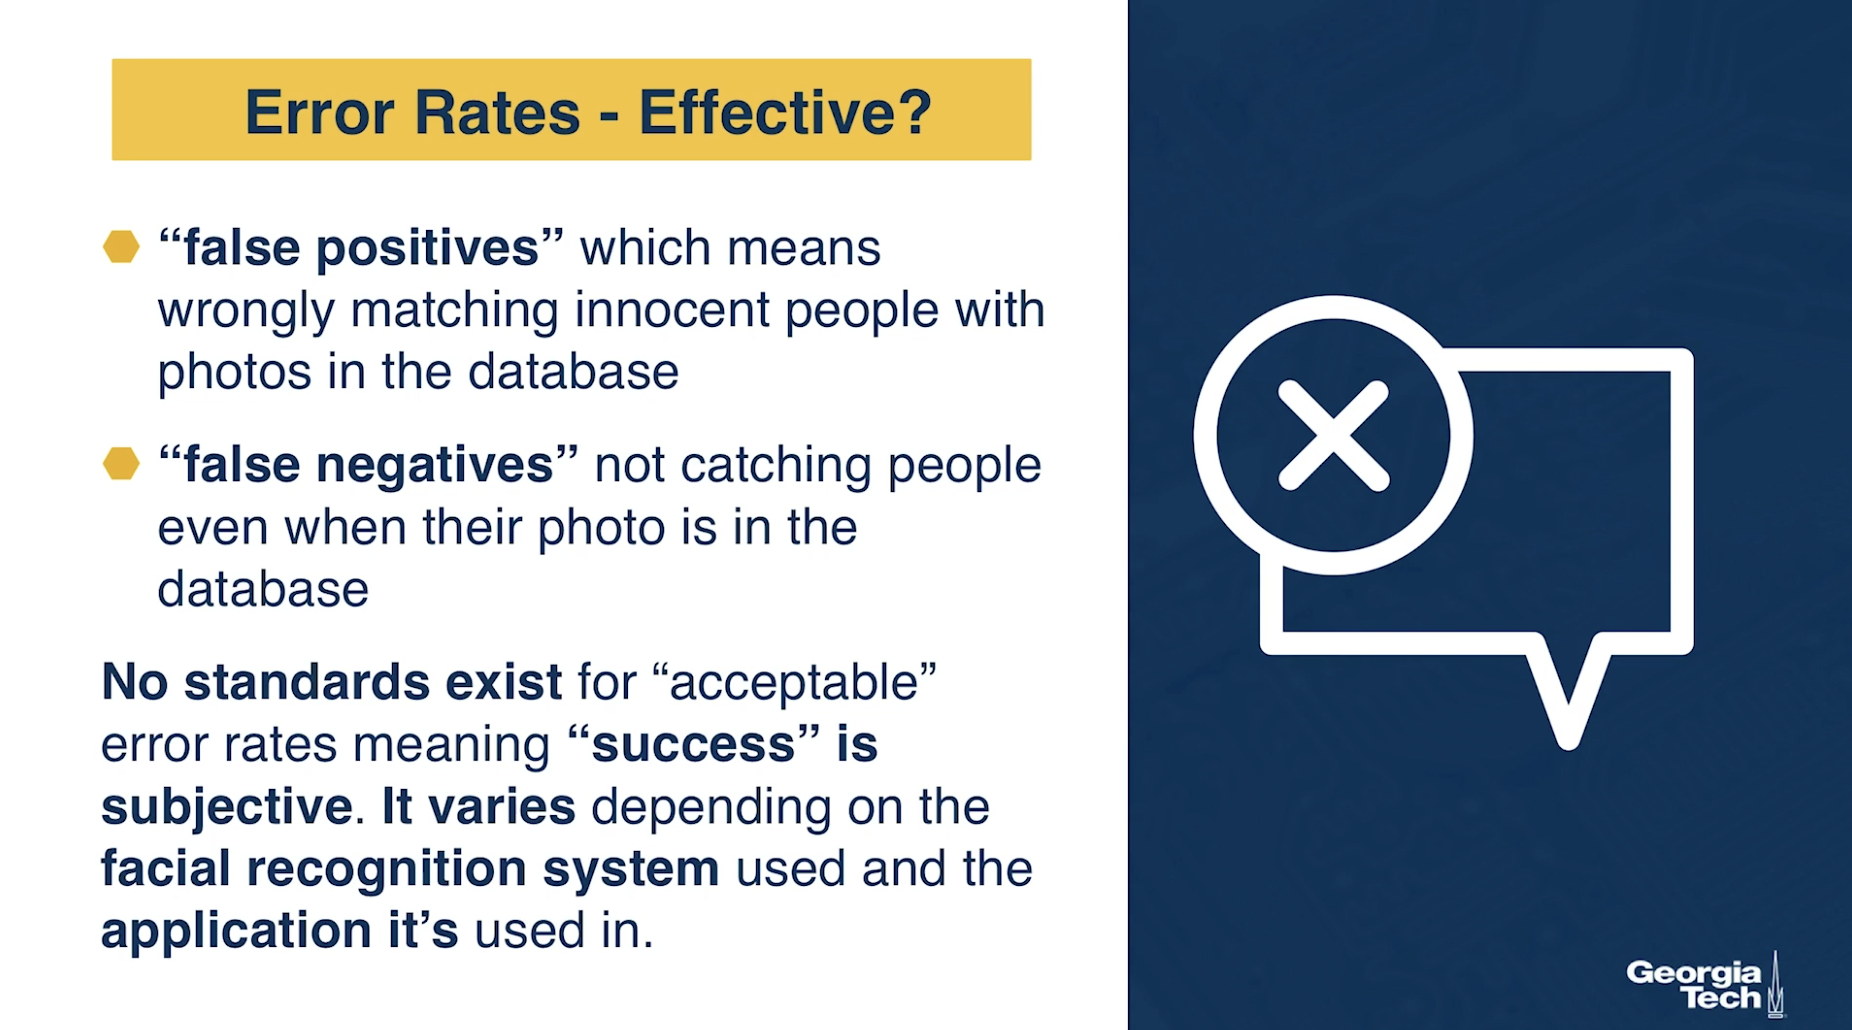 Error Rates - Effective?
“false positives” which means
wrongly matching innocent people with
photos in the database
“false negatives” not catching people
even when their photo is in the
database
No standards exist for “acceptable”
error rates meaning “success” is
subjective. It varies depending on the
facial recognition system used and the
application it’s used in.
Georgia
Tech